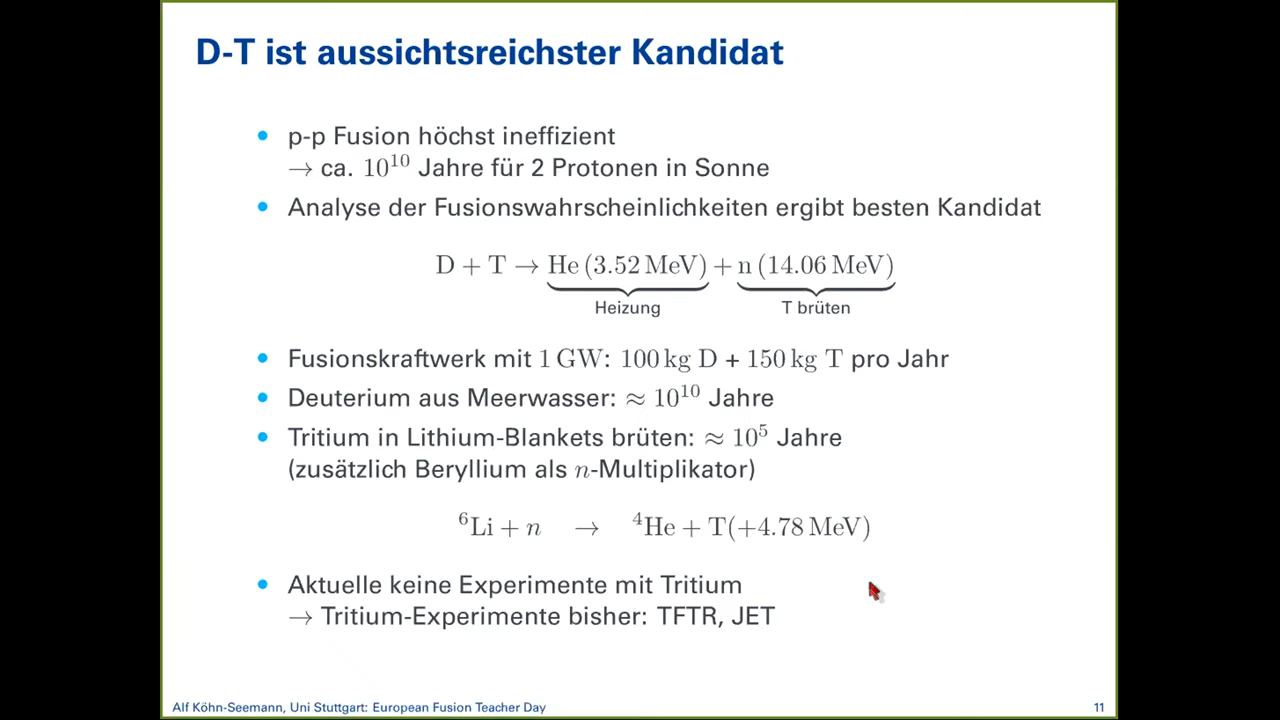 D-T ist aussichtsreichster Kandidat
• p-p Fusion höchst ineffizient
→ ca. 10¹⁰ Jahre für 2 Protonen in Sonne
• Analyse der Fusionswahrscheinlichkeiten ergibt besten Kandidat
D + T → He (3.52 MeV) + n (14.06 MeV)
Heizung T brüten
• Fusionskraftwerk mit 1 GW: 100 kg D + 150 kg T pro Jahr
• Deuterium aus Meerwasser: ≈ 10¹⁰ Jahre
• Tritium in Lithium-Blankets brüten: ≈ 10⁵ Jahre
(zusätzlich Beryllium als n-Multiplikator)
⁶Li + n → ⁴He + T(+4.78 MeV)
• Aktuelle keine Experimente mit Tritium
→ Tritium-Experimente bisher: TFTR, JET
Alf Köhn-Seemann, Uni Stuttgart: European Fusion Teacher Day 11